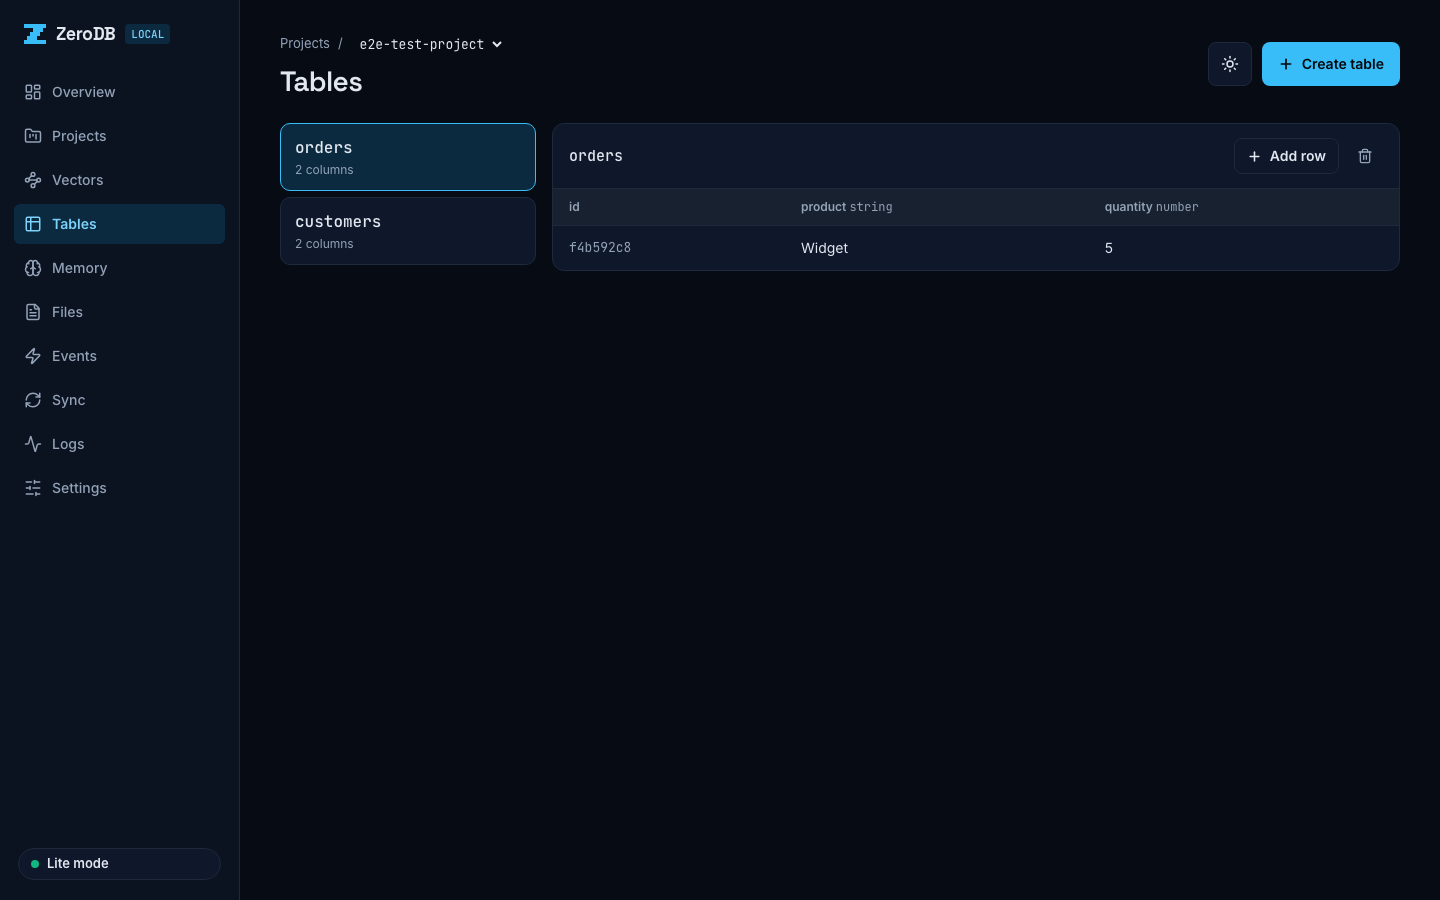 ZeroDB LOCAL
Overview
Projects
Vectors
Tables
Memory
Files
Events
Sync
Logs
Settings
Lite mode
Projects / e2e-test-project
Tables
Create table
orders
2 columns
customers
2 columns
orders
Add row
id product string quantity number
f4b592c8 Widget 5